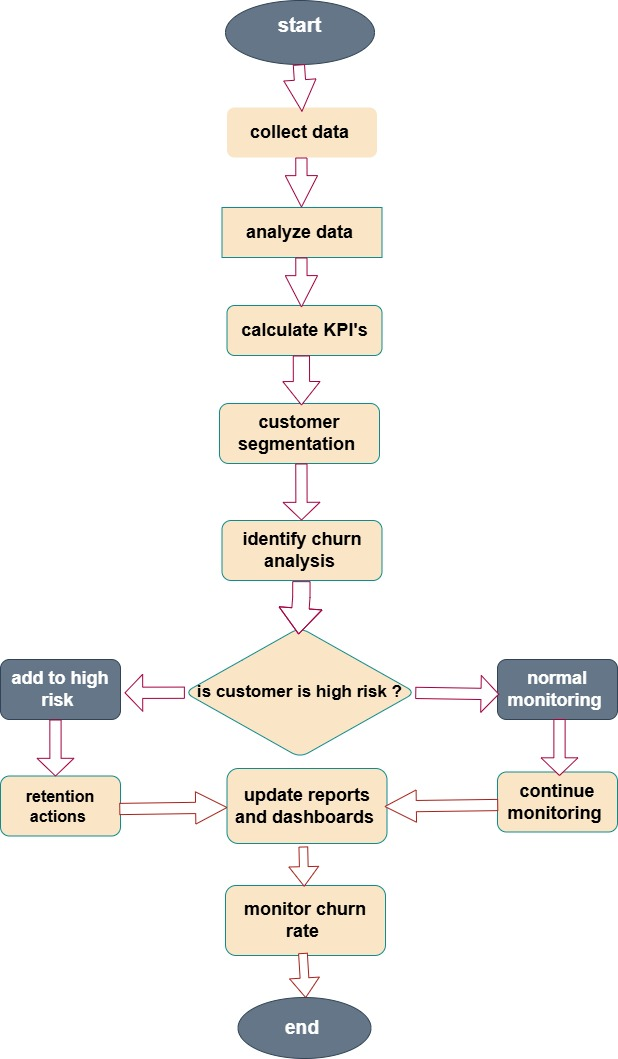 start
collect data
analyze data
calculate KPI's
customer
segmentation
identify churn
analysis
is customer is high risk ?
add to high
risk
normal
monitoring
retention
actions
update reports
and dashboards
continue
monitoring
monitor churn
rate
end